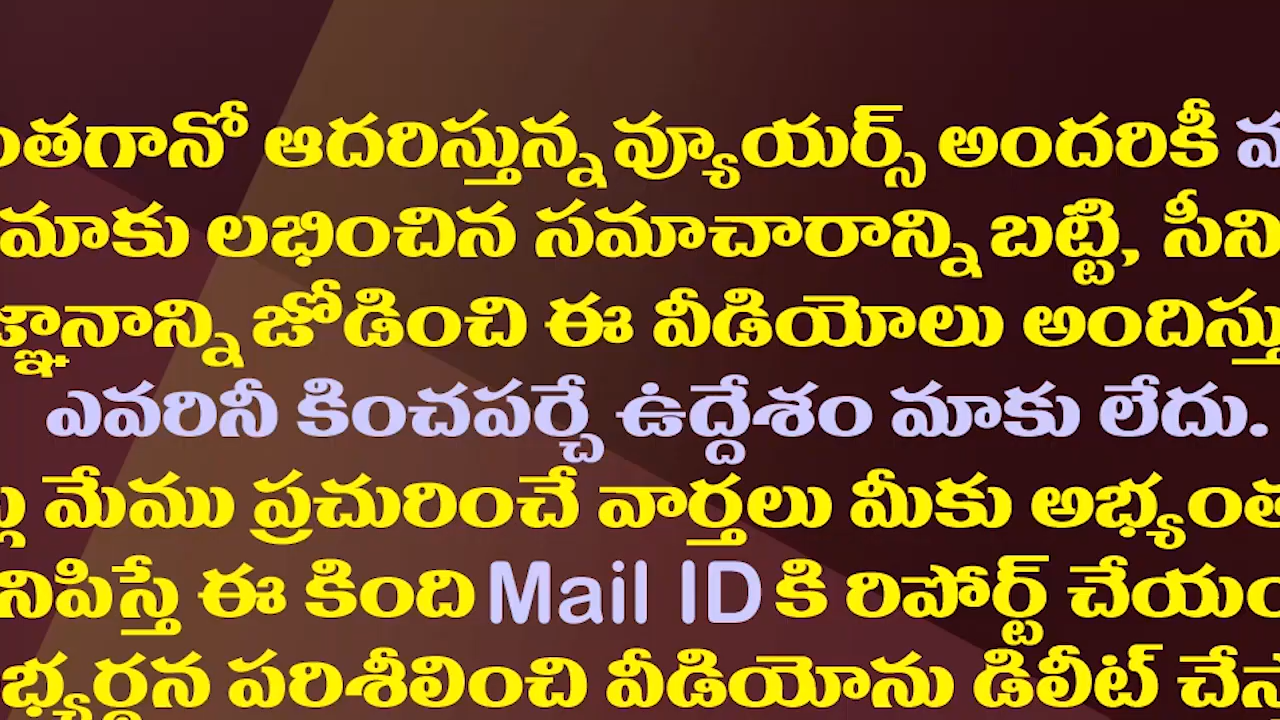 ంతగానో ఆదరిస్తున్న వ్యూయర్స్ అందరికీ
మాకు లభించిన సమాచారాన్ని బట్టి, సీని
జ్ఞానాన్ని జోడించి ఈ వీడియోలు అందిస్తు
ఎవరినీ కించపర్చే ఉద్దేశం మాకు లేదు.
మేము ప్రచురించే వార్తలు మీకు అభ్యంత
నిపిస్తే ఈ కింది Mail ID కి రిపోర్ట్ చేయం
భ్యర్థన పరిశీలించి వీడియోను డిలీట్ చేస